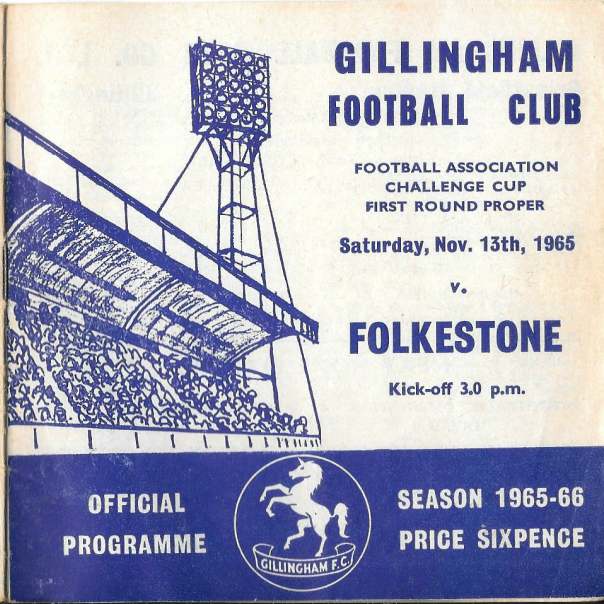 GILLINGHAM
FOOTBALL CLUB
FOOTBALL ASSOCIATION
CHALLENGE CUP
FIRST ROUND PROPER
Saturday, Nov. 13th, 1965
v.
FOLKESTONE
Kick-off 3.0 p.m.
OFFICIAL
PROGRAMME
GILLINGHAM F.C.
SEASON 1965-66
PRICE SIXPENCE